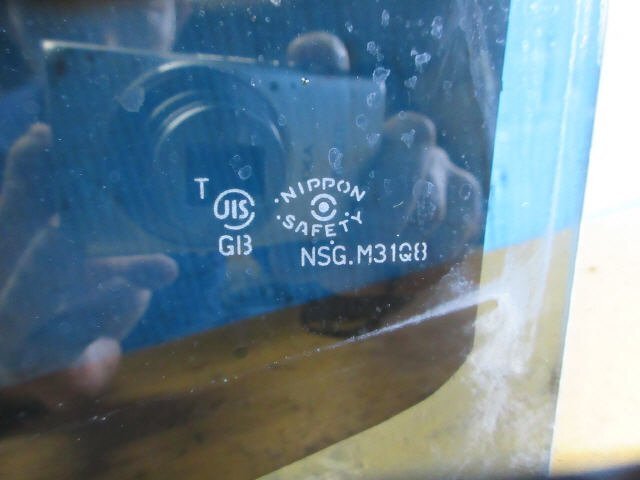 T
JIS
GB
NIPPON
SAFETY
NSG.M31Q8